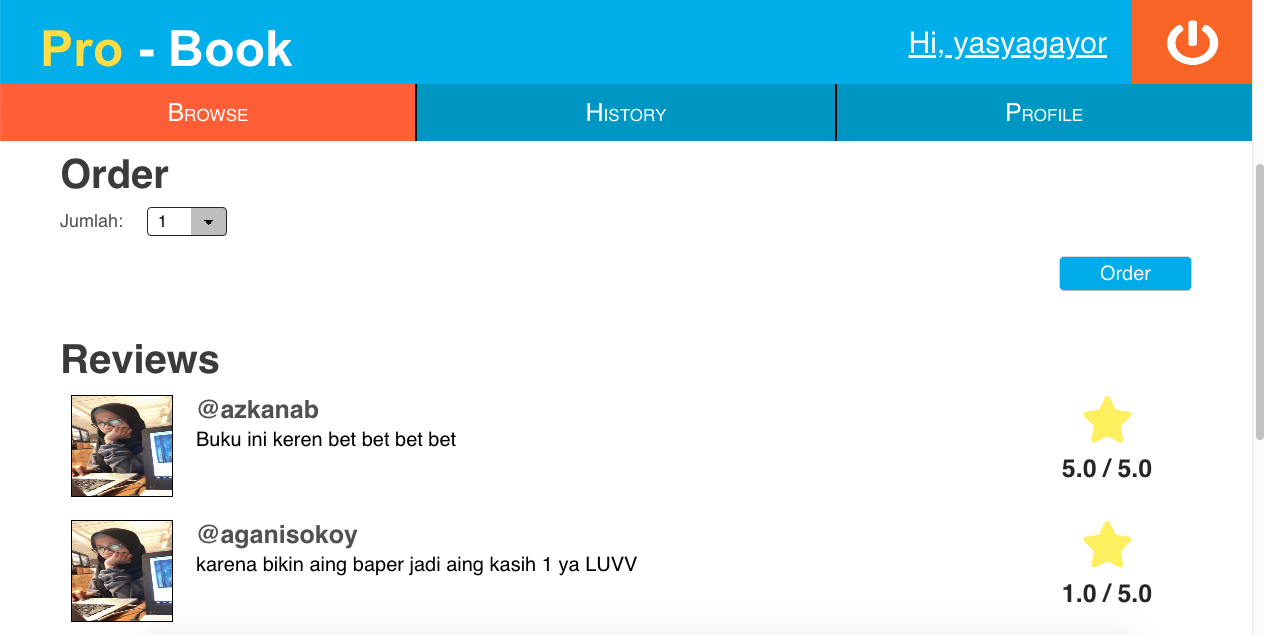 Pro - Book
Hi, yasyagayor
Browse
History
Profile
Order
Jumlah:
1
Order
Reviews
@azkanab
Buku ini keren bet bet bet bet
5.0 / 5.0
@aganisokoy
karena bikin aing baper jadi aing kasih 1 ya LUVV
1.0 / 5.0